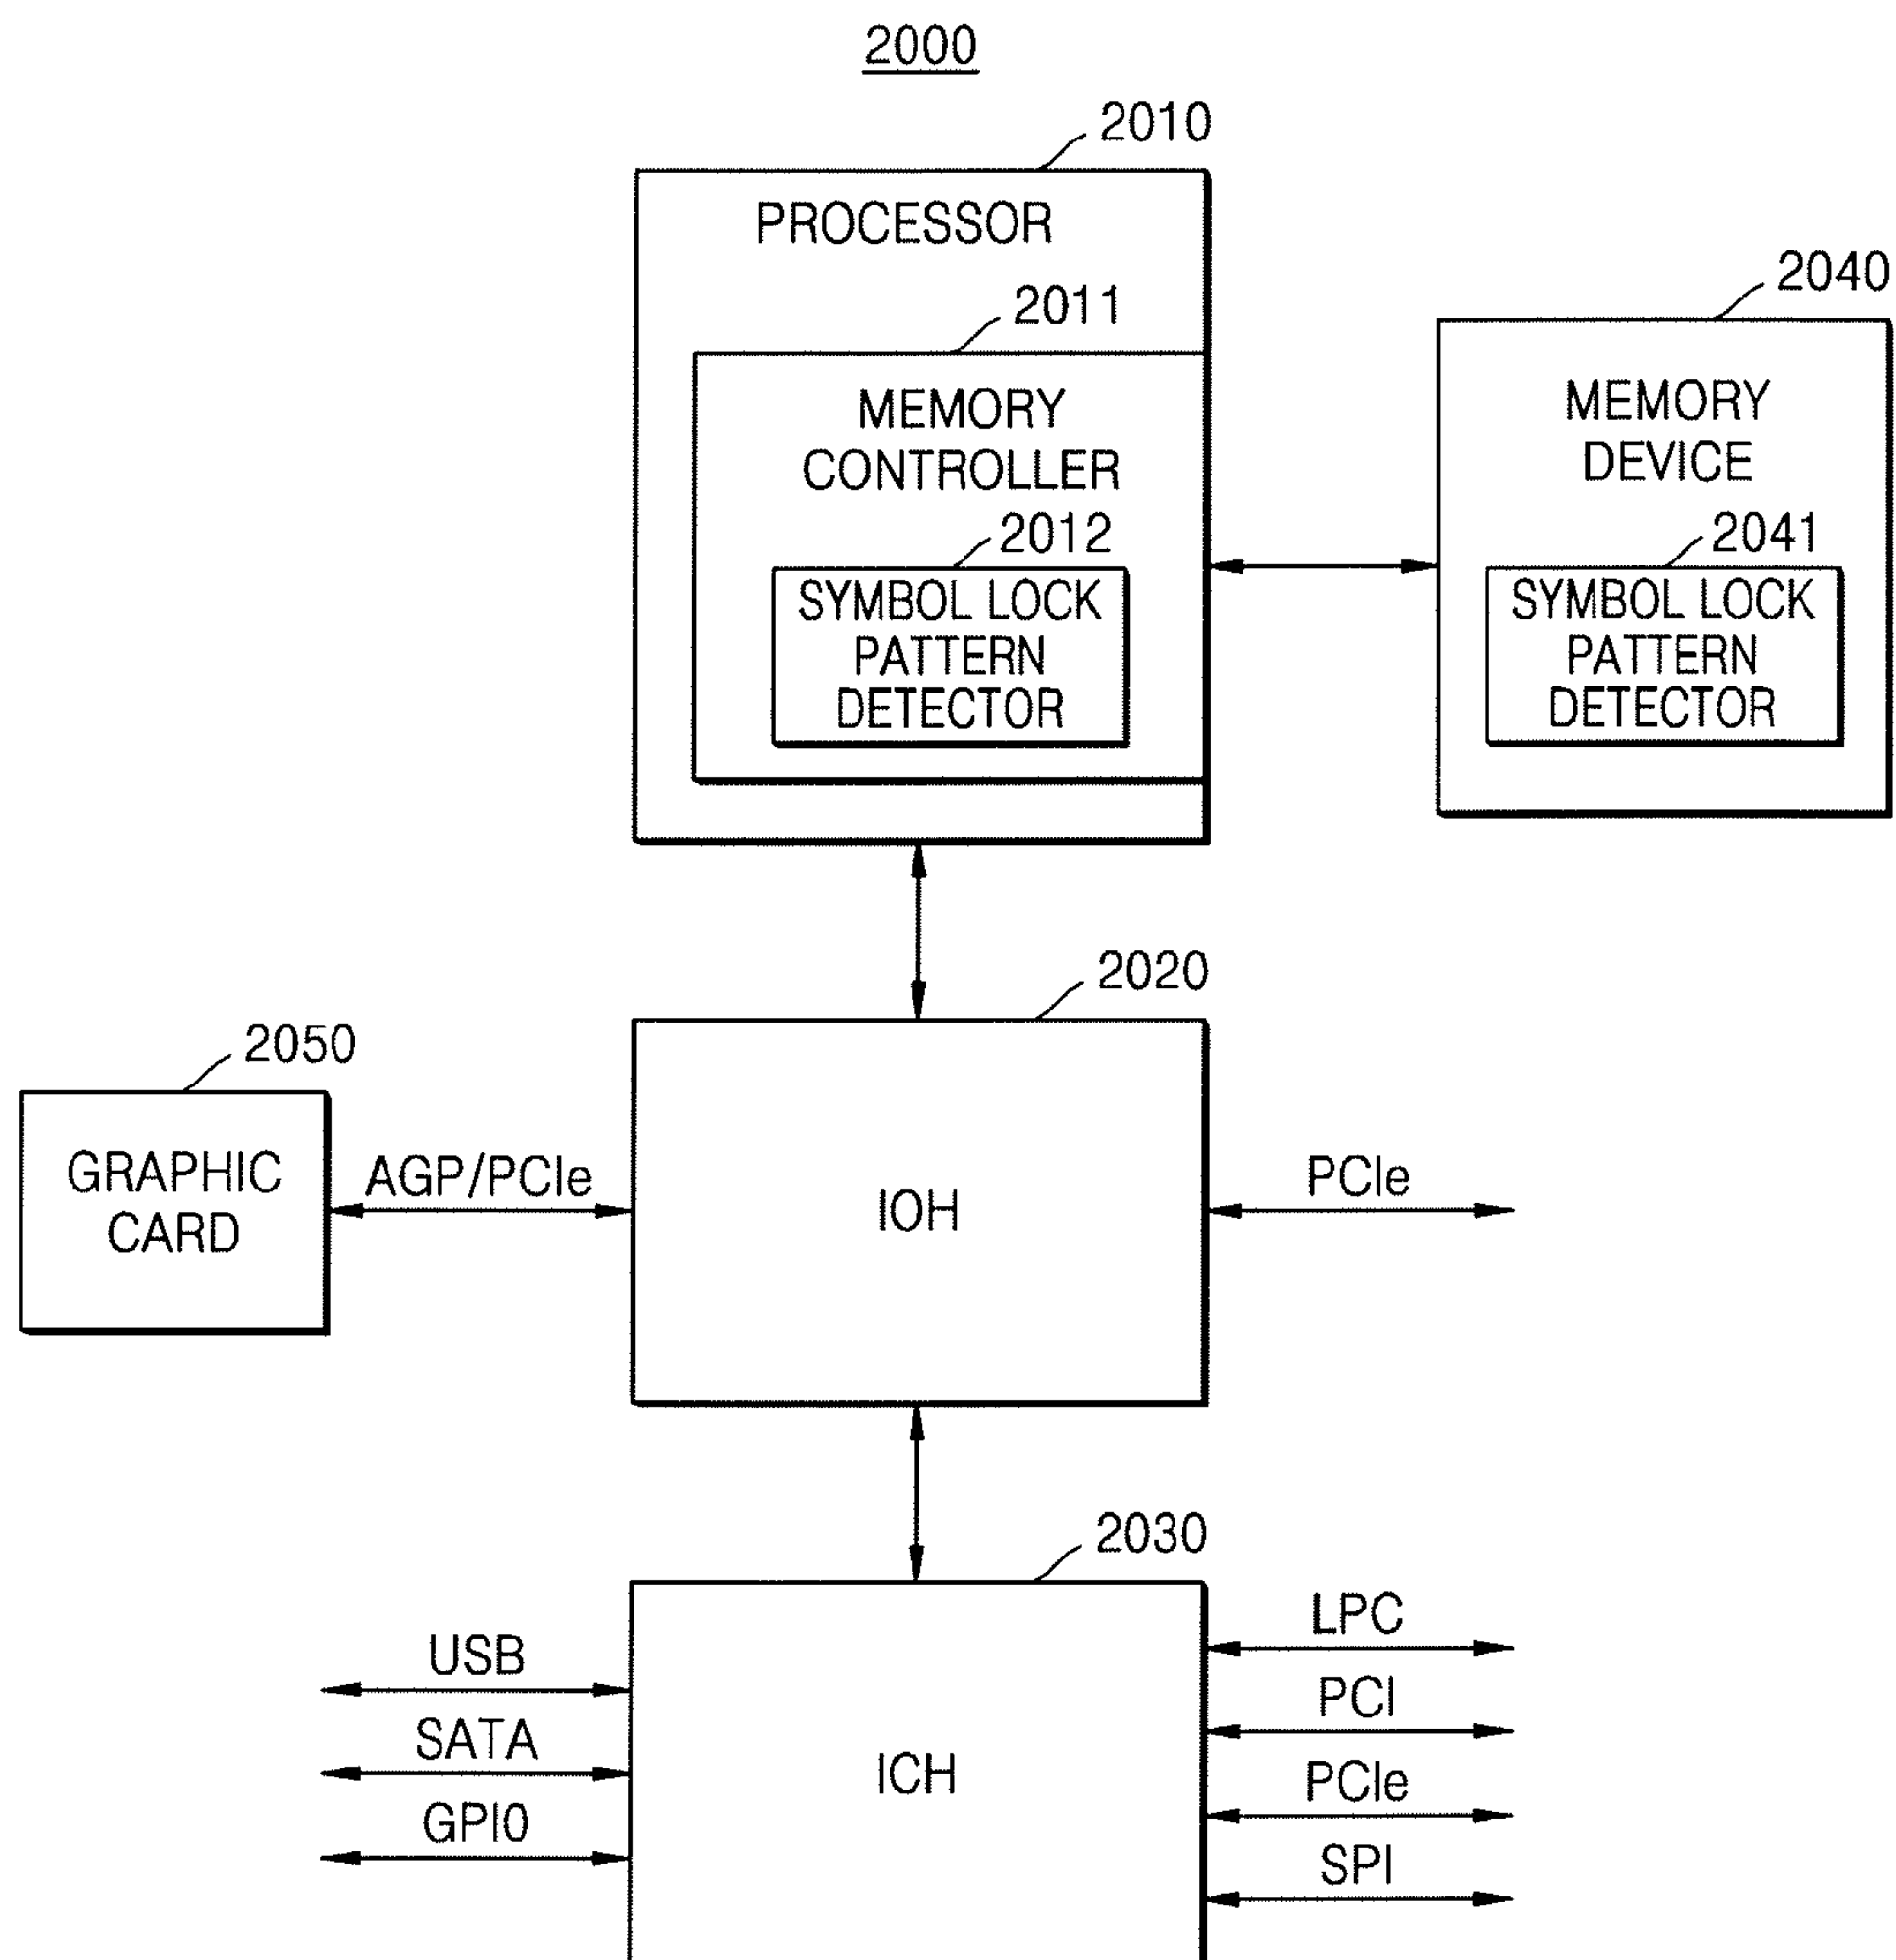 2000
2010
PROCESSOR
2011
MEMORY
CONTROLLER
2012
SYMBOL LOCK
PATTERN
DETECTOR
2040
MEMORY
DEVICE
2041
SYMBOL LOCK
PATTERN
DETECTOR
2020
IOH
2050
GRAPHIC
CARD
AGP/PCIe
PCIe
2030
ICH
USB
SATA
GPIO
LPC
PCI
PCIe
SPI